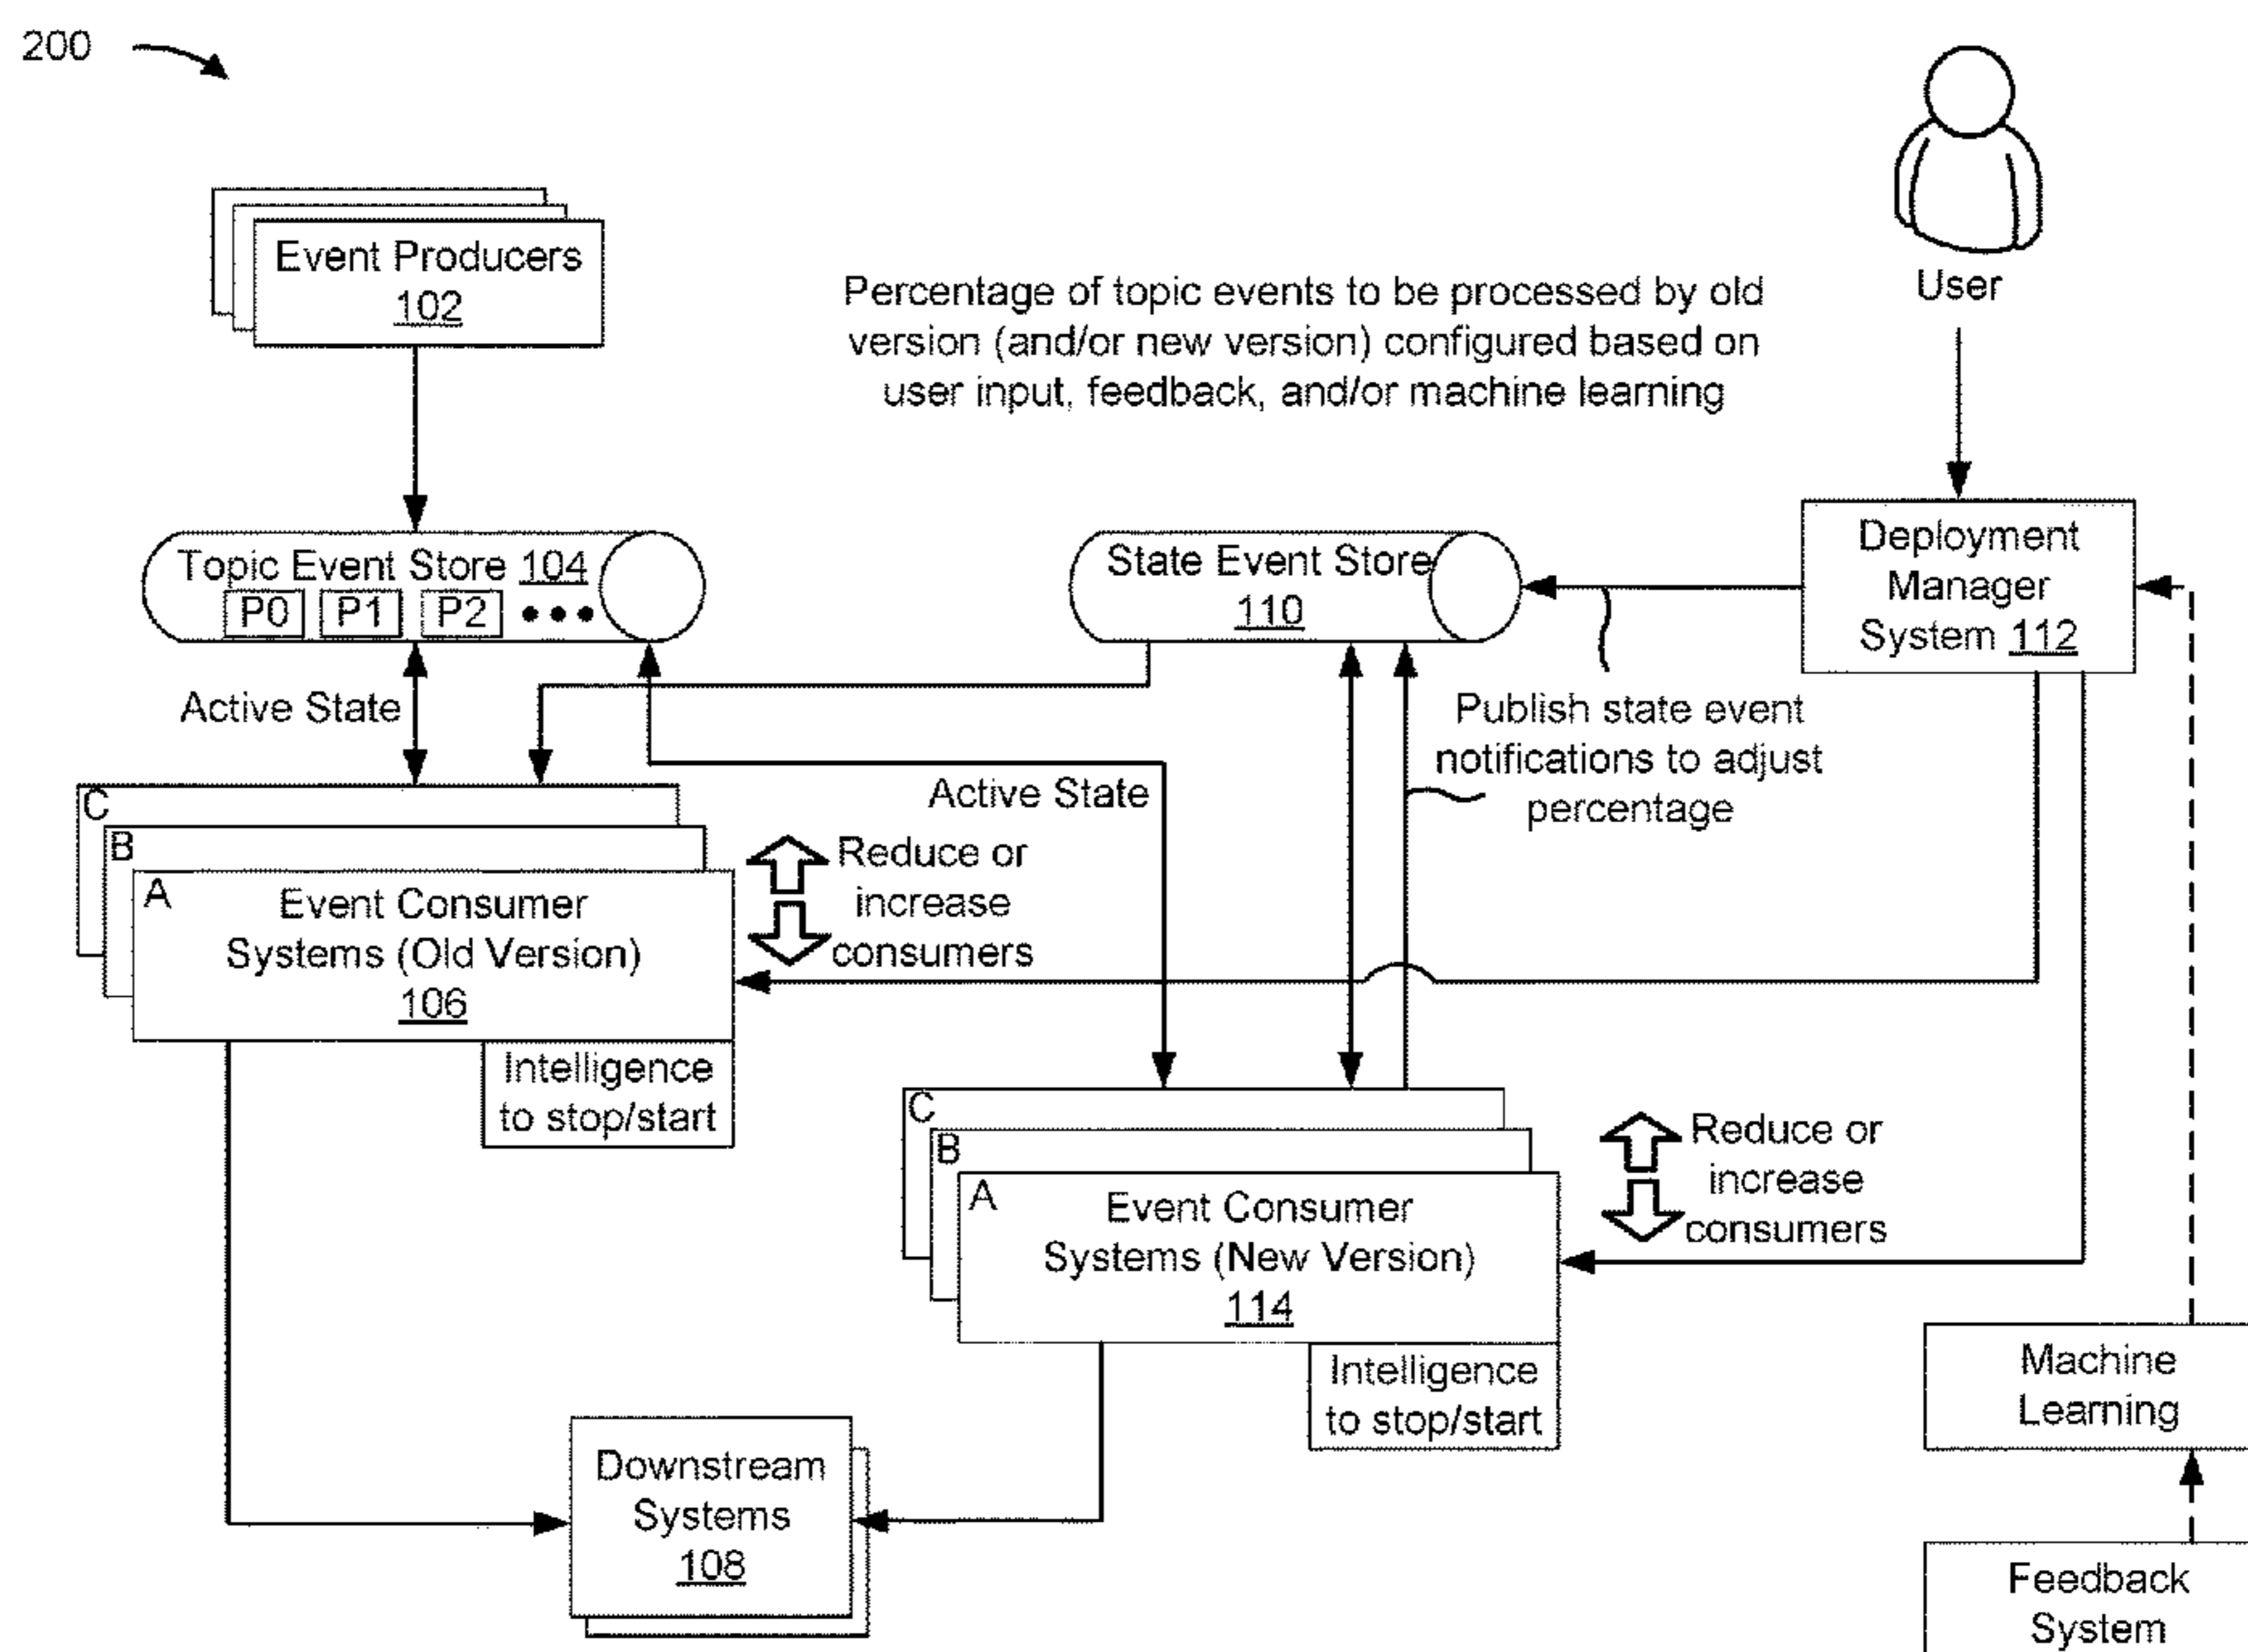 200
Event Producers
102
Percentage of topic events to be processed by old
version (and/or new version) configured based on
user input, feedback, and/or machine learning
User
Topic Event Store 104
P0 P1 P2 •••
State Event Store
110
Deployment
Manager
System 112
Active State
Publish state event
notifications to adjust
percentage
Active State
C
B
A
Event Consumer
Systems (Old Version)
106
Reduce or
increase
consumers
Intelligence
to stop/start
C
B
A
Event Consumer
Systems (New Version)
114
Reduce or
increase
consumers
Intelligence
to stop/start
Machine
Learning
Downstream
Systems
108
Feedback
System